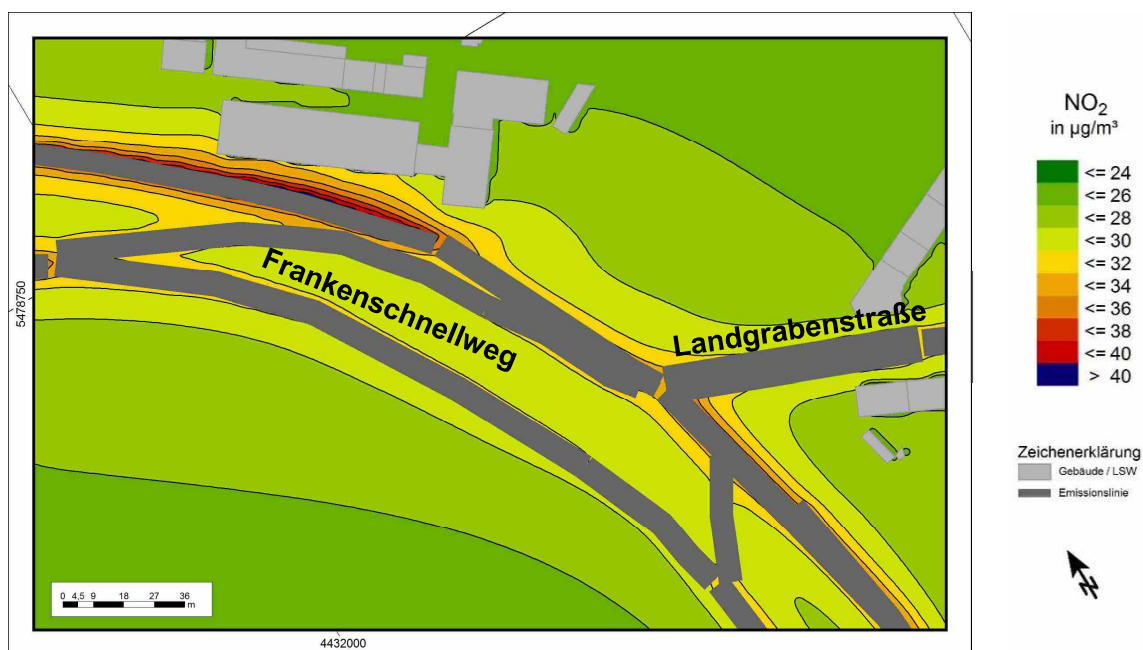 Frankenschnellweg
Landgrabenstraße
5478750
4432000
0 4,5 9 18 27 36
m
NO₂
in µg/m³
<= 24
<= 26
<= 28
<= 30
<= 32
<= 34
<= 36
<= 38
<= 40
> 40
Zeichenerklärung
Gebäude / LSW
Emissionslinie
N